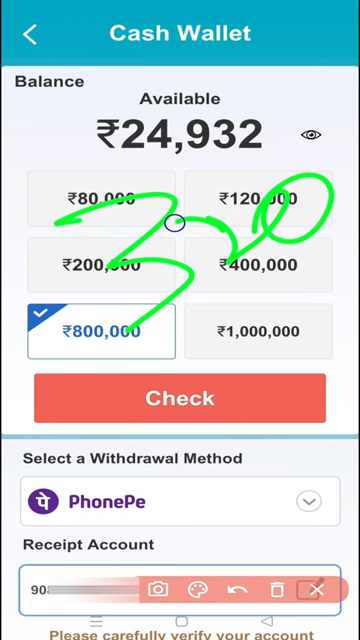 Cash Wallet
Balance
Available
₹24,932
₹80,000 ₹120,000
₹200,000 ₹400,000
₹800,000 ₹1,000,000
Check
Select a Withdrawal Method
पे PhonePe
Receipt Account
90
Please carefully verify your account